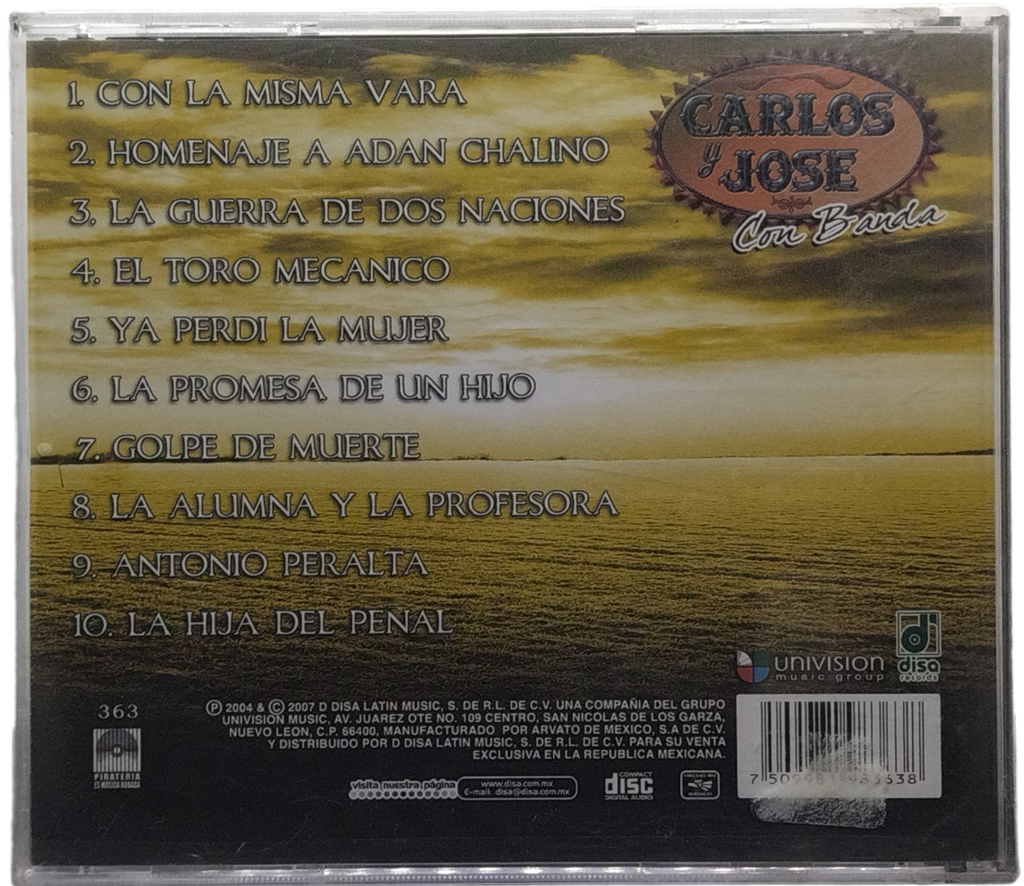 1. CON LA MISMA VARA
2. HOMENAJE A ADAN CHALINO
3. LA GUERRA DE DOS NACIONES
4. EL TORO MECANICO
5. YA PERDI LA MUJER
6. LA PROMESA DE UN HIJO
7. GOLPE DE MUERTE
8. LA ALUMNA Y LA PROFESORA
9. ANTONIO PERALTA
10. LA HIJA DEL PENAL
CARLOS
y JOSE
Con Banda
UNIVISION
music group
di
disa
records
363
PIRATERIA
ES MUSICA ROBADA
Ⓟ 2004 & © 2007 D DISA LATIN MUSIC, S. DE R.L. DE C.V. UNA COMPAÑIA DEL GRUPO
UNIVISION MUSIC, AV. JUAREZ OTE NO. 109 CENTRO, SAN NICOLAS DE LOS GARZA,
NUEVO LEON, C.P. 66400, MANUFACTURADO POR ARVATO DE MEXICO, S.A DE C.V.
Y DISTRIBUIDO POR D DISA LATIN MUSIC, S. DE R.L. DE C.V. PARA SU VENTA
EXCLUSIVA EN LA REPUBLICA MEXICANA.
visita nuestra página
www.disa.com.mx
E-mail: disa@disa.com.mx
COMPACT
disc
DIGITAL AUDIO